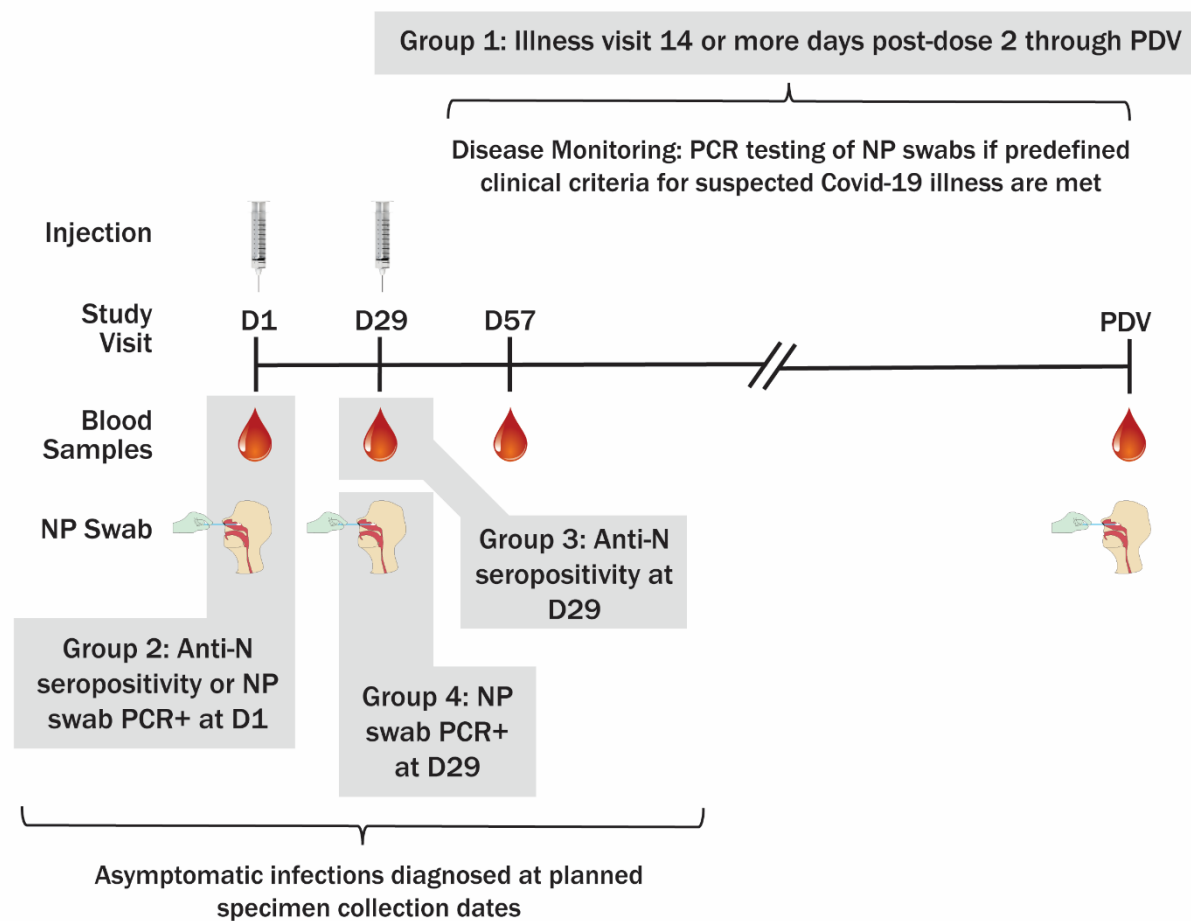 Group 1: Illness visit 14 or more days post-dose 2 through PDV
Disease Monitoring: PCR testing of NP swabs if predefined
clinical criteria for suspected Covid-19 illness are met
Injection
Study
Visit
D1
D29
D57
PDV
Blood
Samples
NP Swab
Group 3: Anti-N
seropositivity at
D29
Group 2: Anti-N
seropositivity or NP
swab PCR+ at D1
Group 4: NP
swab PCR+
at D29
Asymptomatic infections diagnosed at planned
specimen collection dates